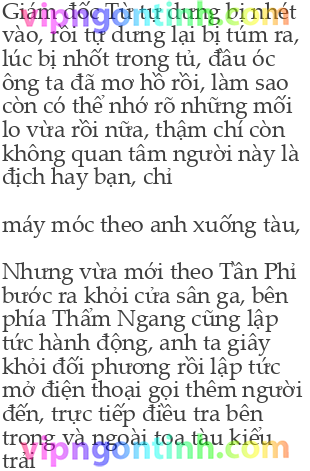 Giám đốc Từ tự dưng bị nhét
vào, rồi tự dưng lại bị túm ra,
lúc bị nhốt trong tủ, đầu óc
ông ta đã mơ hồ rồi, làm sao
còn có thể nhớ rõ những mối
lo vừa rồi nữa, thậm chí còn
không quan tâm người này là
địch hay bạn, chỉ
máy móc theo anh xuống tàu,
Nhưng vừa mới theo Tần Phỉ
bước ra khỏi cửa sân ga, bên
phía Thẩm Ngang cũng lập
tức hành động, anh ta giây
khỏi đối phương rồi lập tức
mở điện thoại gọi thêm người
đến, trực tiếp điều tra bên
trong và ngoài toa tàu kiểu
trải
vipngontinh.com
vipngontinh.com